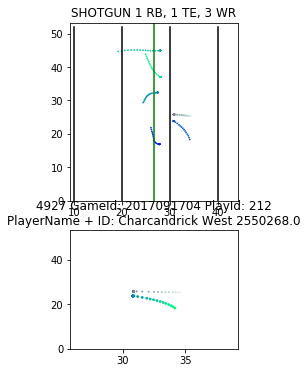 SHOTGUN 1 RB, 1 TE, 3 WR
50
40
30
20
10
0
10 20 30 40
4927 GameId: 2017091704 PlayId: 212
PlayerName + ID: Charcandrick West 2550268.0
40
20
0
30 35